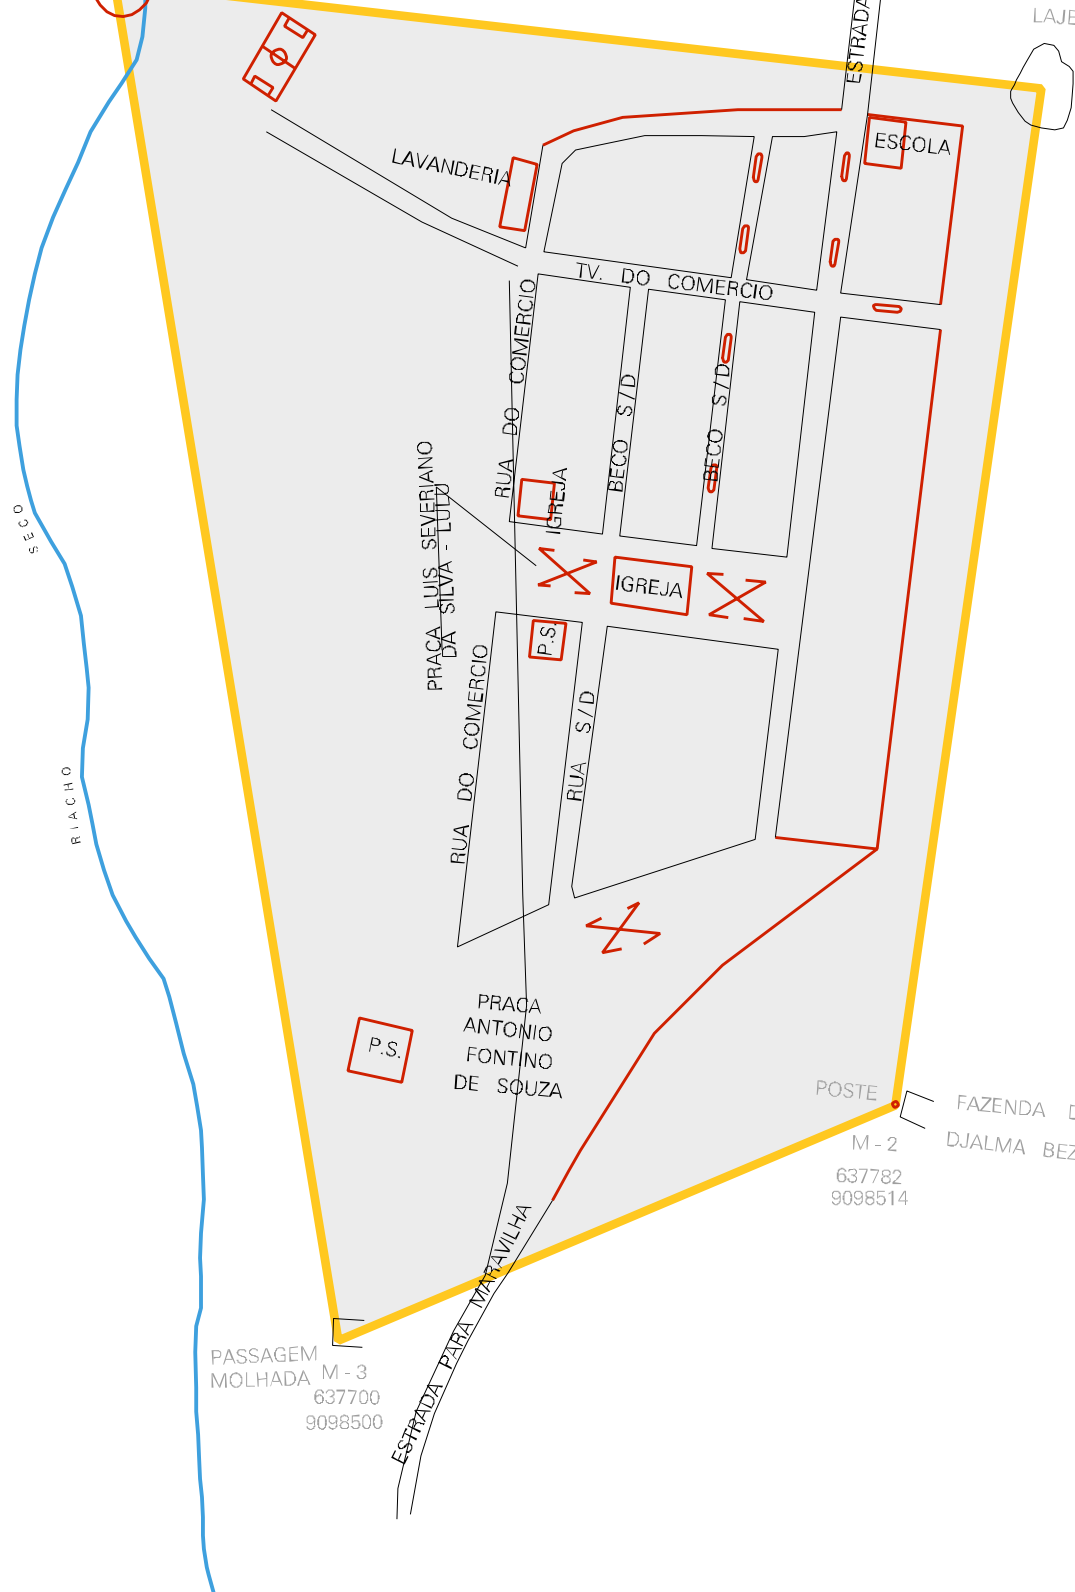 LAJE
ESTRADA
ESCOLA
LAVANDERIA
TV. DO COMERCIO
RUA DO COMERCIO
BECO S/D
BECO S/D
IGREJA
PRAÇA LUIS SEVERIANO
DA SILVA - LULU
IGREJA
P.S.
SECO
RIACHO
RUA DO COMERCIO
RUA S/D
PRACA
ANTONIO
FONTINO
DE SOUZA
P.S.
POSTE
FAZENDA
DJALMA BEZ
M - 2
637782
9098514
ESTRADA PARA MARAVILHA
PASSAGEM
MOLHADA
M - 3
637700
9098500